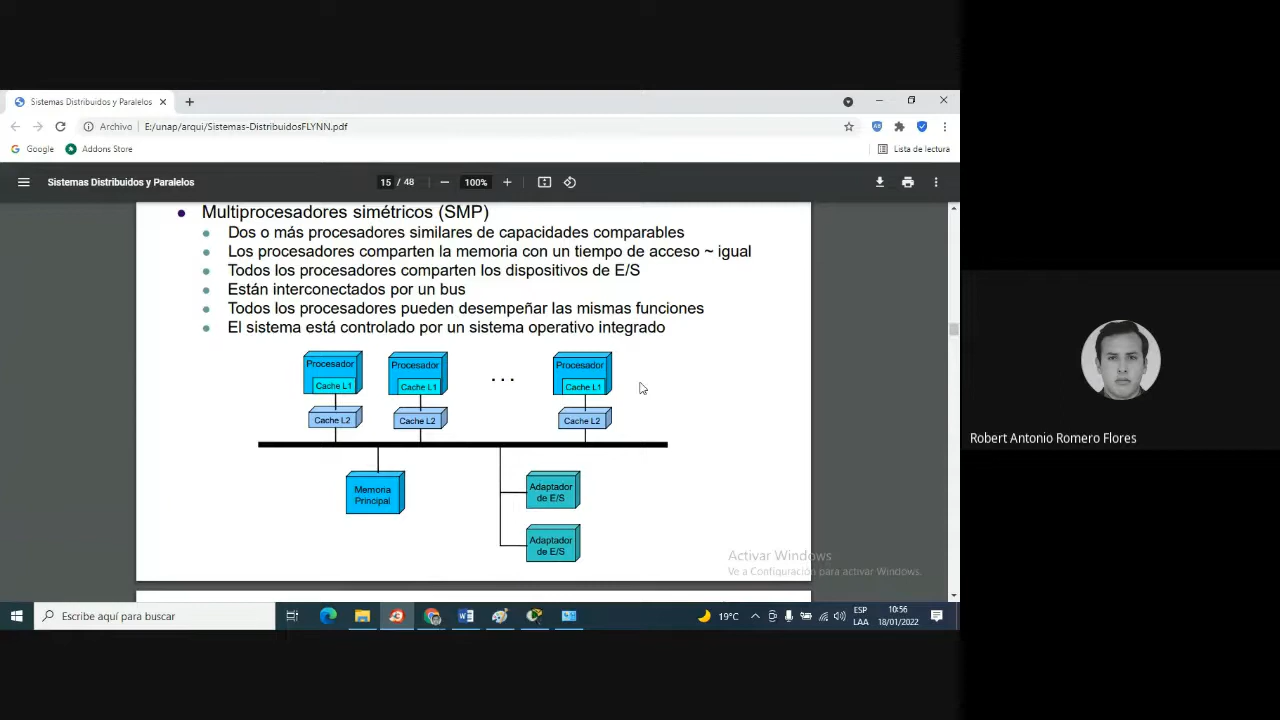 Sistemas Distribuidos y Paralelos
Archivo E:/unap/arqui/Sistemas-DistribuidosFLYNN.pdf
Google Addons Store Lista de lectura
Sistemas Distribuidos y Paralelos 15 / 48 100%
Multiprocesadores simétricos (SMP)
Dos o más procesadores similares de capacidades comparables
Los procesadores comparten la memoria con un tiempo de acceso ~ igual
Todos los procesadores comparten los dispositivos de E/S
Están interconectados por un bus
Todos los procesadores pueden desempeñar las mismas funciones
El sistema está controlado por un sistema operativo integrado
Procesador Procesador ... Procesador
Cache L1 Cache L1 Cache L1
Cache L2 Cache L2 Cache L2
Memoria
Principal
Adaptador
de E/S
Adaptador
de E/S
Activar Windows
Ve a Configuración para activar Windows.
Escribe aquí para buscar
19°C
ESP
LAA
10:56
18/01/2022
Robert Antonio Romero Flores